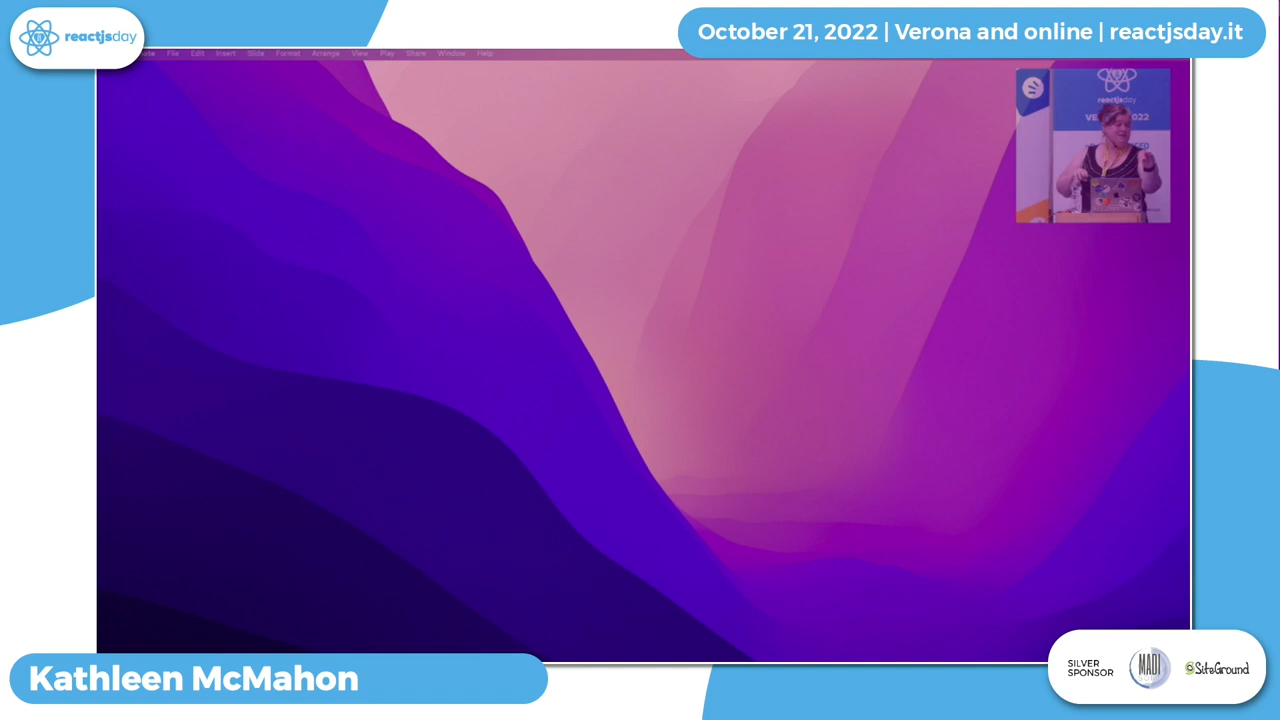 reactjsday
October 21, 2022 | Verona and online | reactjsday.it
File Edit Insert Slide Format Arrange View Play Share Window Help
reactjsday
Kathleen McMahon
SILVER
SPONSOR
MADI
SiteGround